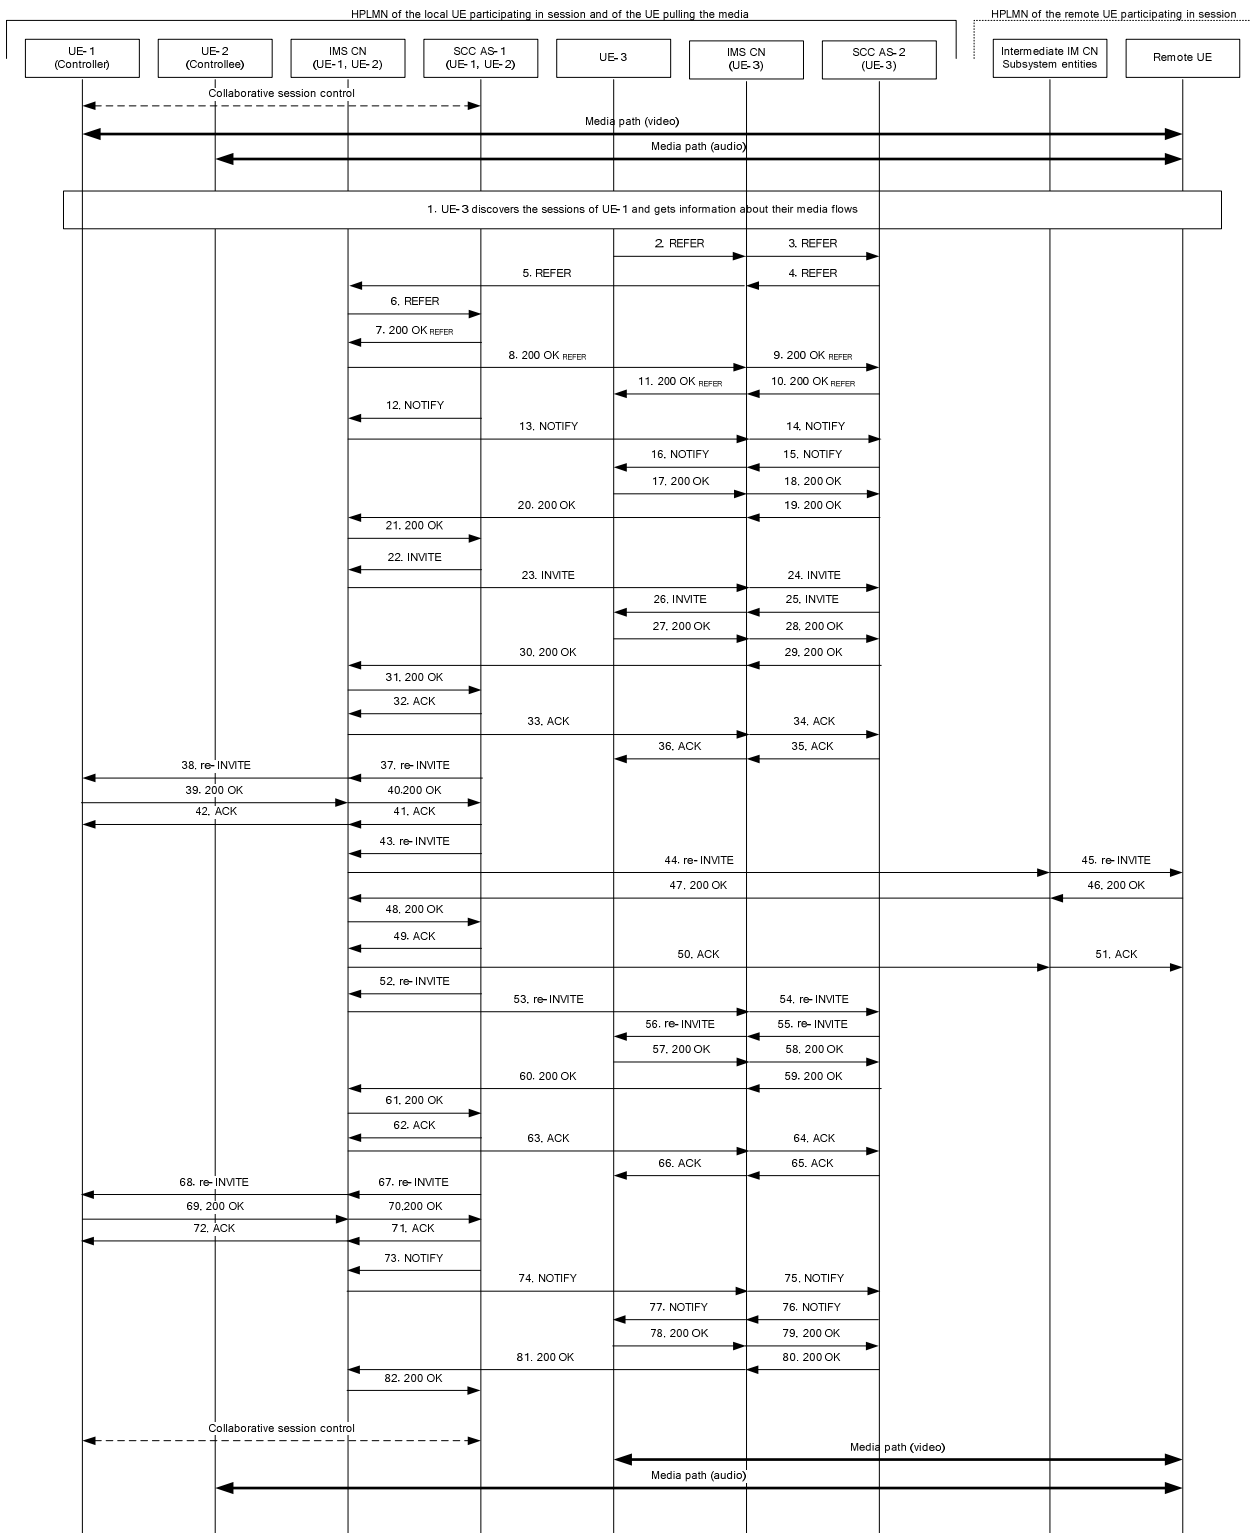 HPLMN of the local UE participating in session and of the UE pulling the media
HPLMN of the remote UE participating in session
UE-1
(Controller)
UE-2
(Controllee)
IMS CN
(UE-1, UE-2)
SCC AS-1
(UE-1, UE-2)
UE-3
IMS CN
(UE-3)
SCC AS-2
(UE-3)
Intermediate IM CN
Subsystem entities
Remote UE
Collaborative session control
Media path (video)
Media path (audio)
1. UE-3 discovers the sessions of UE-1 and gets information about their media flows
2. REFER
3. REFER
5. REFER
4. REFER
6. REFER
7. 200 OK REFER
8. 200 OK REFER
9. 200 OK REFER
11. 200 OK REFER
10. 200 OK REFER
12. NOTIFY
13. NOTIFY
14. NOTIFY
16. NOTIFY
15. NOTIFY
17. 200 OK
18. 200 OK
20. 200 OK
19. 200 OK
21. 200 OK
22. INVITE
23. INVITE
24. INVITE
26. INVITE
25. INVITE
27. 200 OK
28. 200 OK
30. 200 OK
29. 200 OK
31. 200 OK
32. ACK
33. ACK
34. ACK
36. ACK
35. ACK
38. re-INVITE
37. re-INVITE
39. 200 OK
40.200 OK
42. ACK
41. ACK
43. re-INVITE
44. re-INVITE
45. re-INVITE
47. 200 OK
46. 200 OK
48. 200 OK
49. ACK
50. ACK
51. ACK
52. re-INVITE
53. re-INVITE
54. re-INVITE
56. re-INVITE
55. re-INVITE
57. 200 OK
58. 200 OK
60. 200 OK
59. 200 OK
61. 200 OK
62. ACK
63. ACK
64. ACK
66. ACK
65. ACK
68. re-INVITE
67. re-INVITE
69. 200 OK
70.200 OK
72. ACK
71. ACK
73. NOTIFY
74. NOTIFY
75. NOTIFY
77. NOTIFY
76. NOTIFY
78. 200 OK
79. 200 OK
81. 200 OK
80. 200 OK
82. 200 OK
Collaborative session control
Media path (video)
Media path (audio)